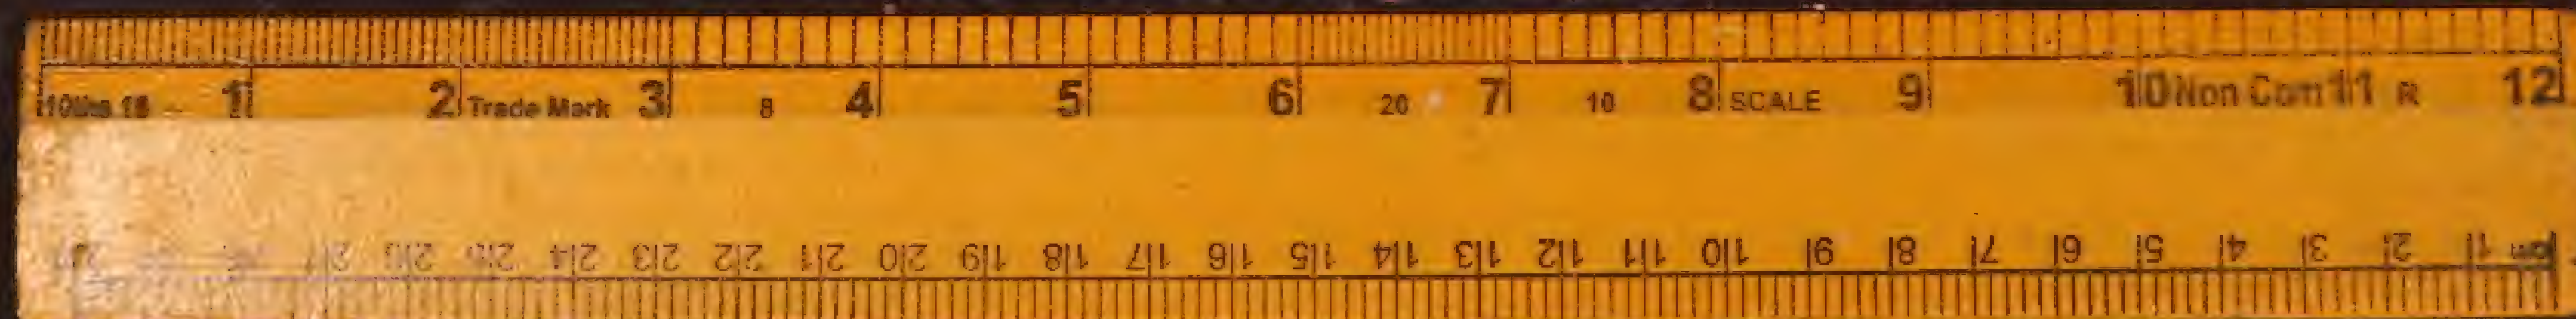 10ths 16 1 2 Trade Mark 3 8 4 5 6 20 7 10 8 SCALE 9 10 Non Com 11 R 12
cm 1 2 3 4 5 6 7 8 9 10 11 12 13 14 15 16 17 18 19 20 21 22 23 24 25 26 27